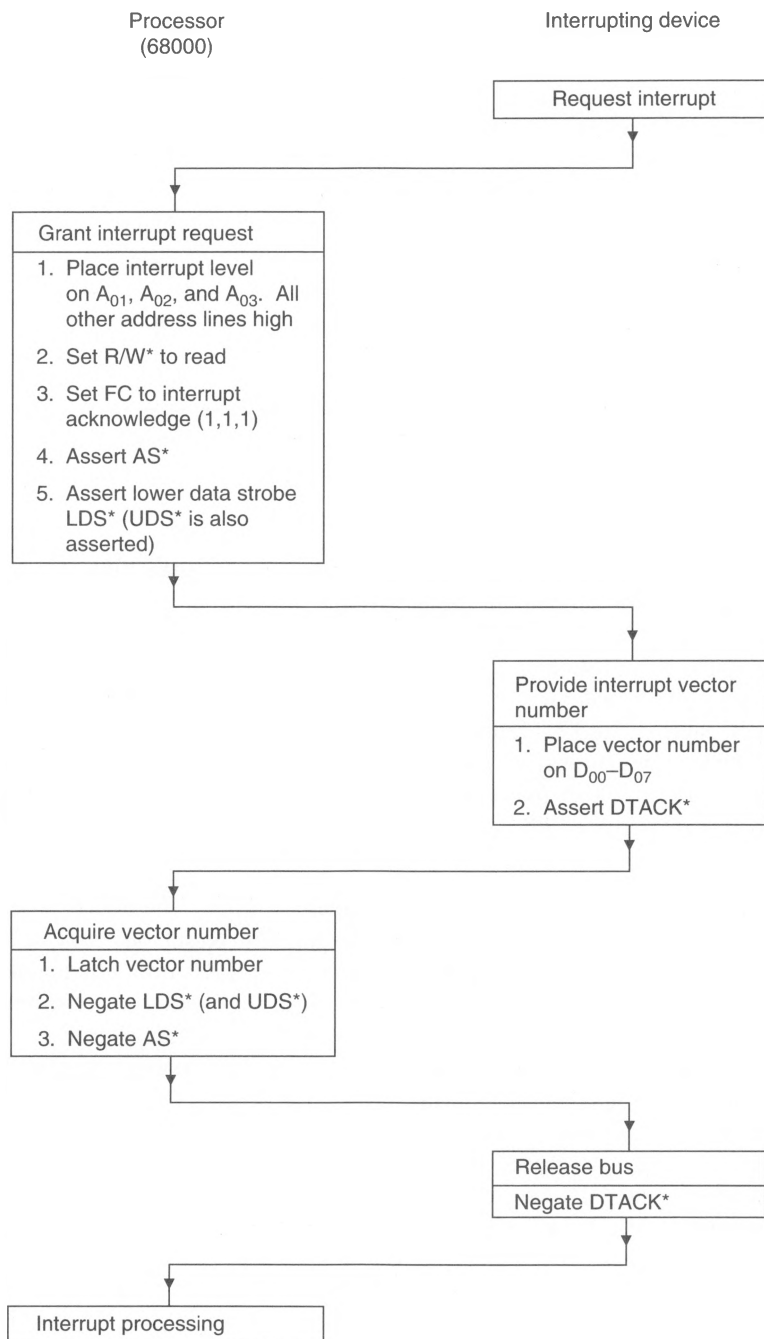 Processor
(68000)
Interrupting device
Request interrupt
Grant interrupt request
1. Place interrupt level
on A01, A02, and A03. All
other address lines high
2. Set R/W* to read
3. Set FC to interrupt
acknowledge (1,1,1)
4. Assert AS*
5. Assert lower data strobe
LDS* (UDS* is also
asserted)
Provide interrupt vector
number
1. Place vector number
on D00–D07
2. Assert DTACK*
Acquire vector number
1. Latch vector number
2. Negate LDS* (and UDS*)
3. Negate AS*
Release bus
Negate DTACK*
Interrupt processing